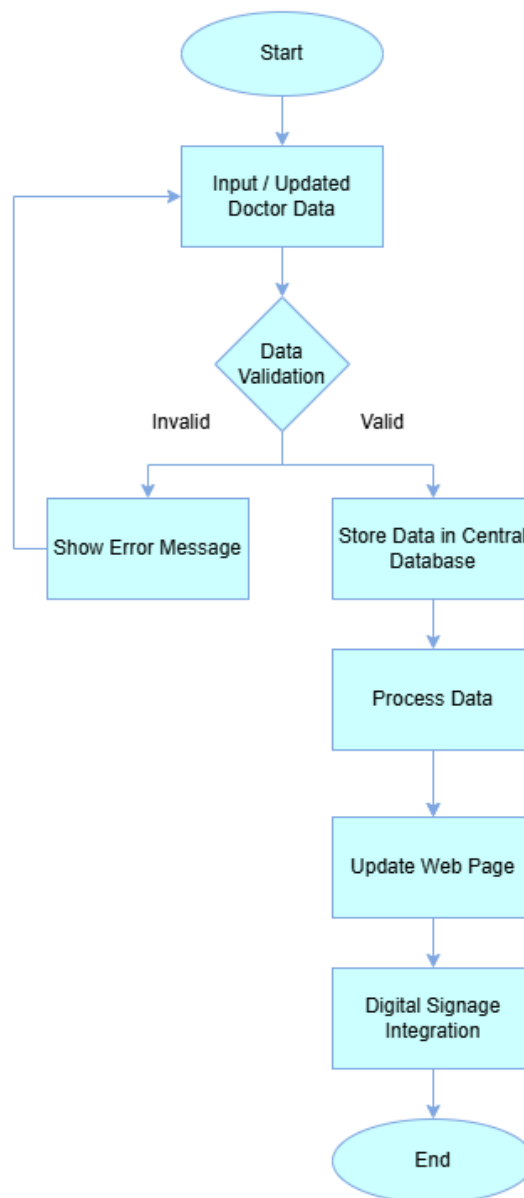 Start
Input / Updated
Doctor Data
Data
Validation
Invalid
Valid
Show Error Message
Store Data in Central
Database
Process Data
Update Web Page
Digital Signage
Integration
End